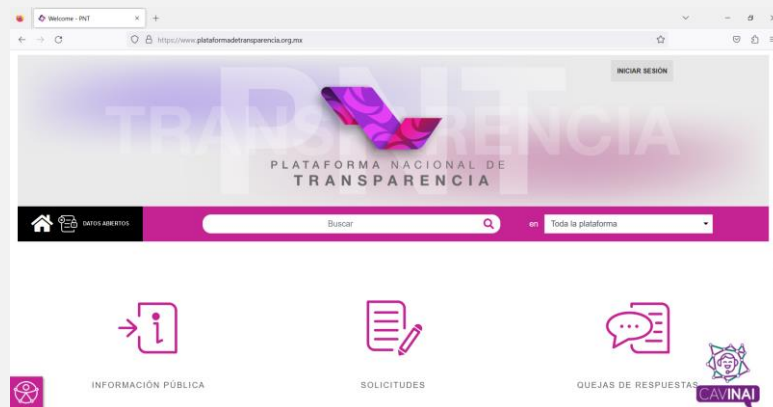 Welcome - PNT
https://www.plataformadetransparencia.org.mx
INICIAR SESIÓN
PNT
TRANSPARENCIA
PLATAFORMA NACIONAL DE
TRANSPARENCIA
DATOS ABIERTOS
Buscar
en
Toda la plataforma
INFORMACIÓN PÚBLICA
SOLICITUDES
QUEJAS DE RESPUESTAS
CAVINAI